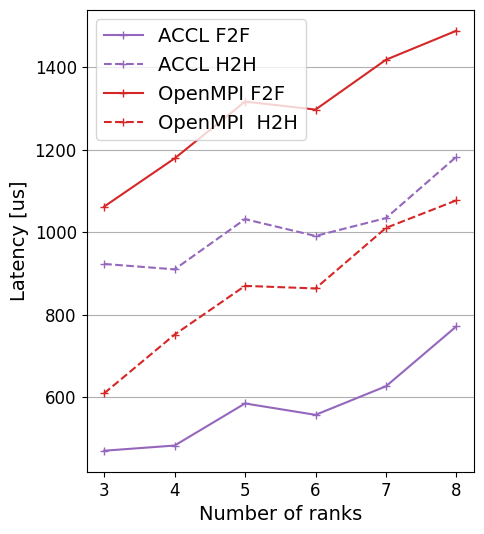 ACCL F2F
ACCL H2H
OpenMPI F2F
OpenMPI  H2H
1400
1200
1000
800
600
Latency [us]
3 4 5 6 7 8
Number of ranks